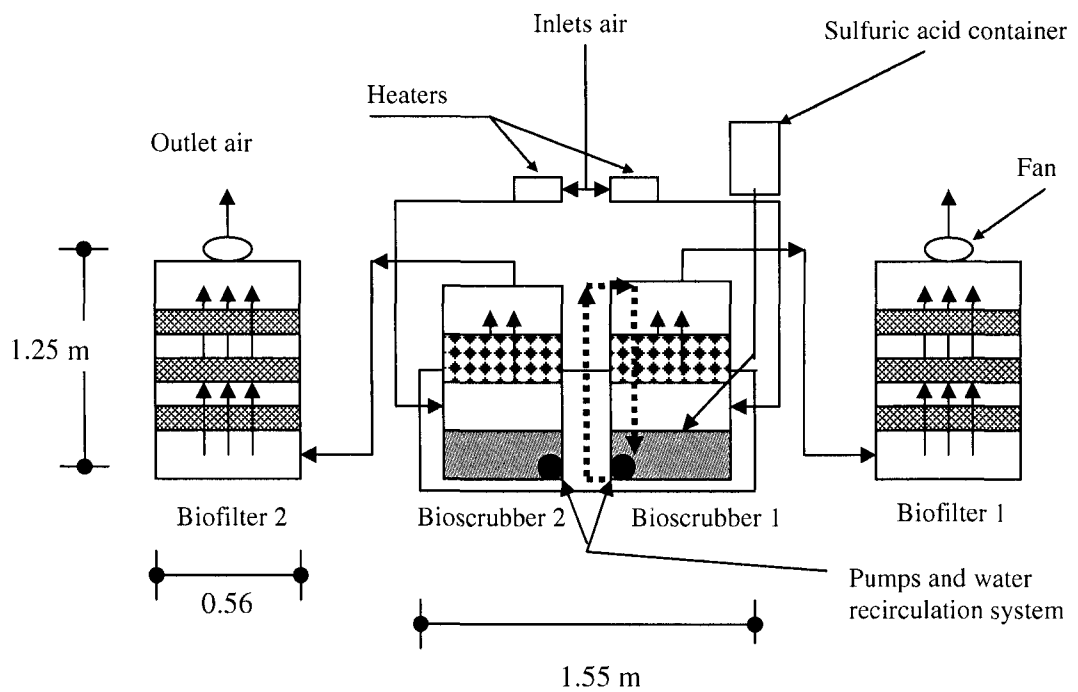 Inlets air
Sulfuric acid container
Heaters
Outlet air
Fan
1.25 m
Biofilter 2
Bioscrubber 2
Bioscrubber 1
Biofilter 1
0.56
Pumps and water
recirculation system
1.55 m